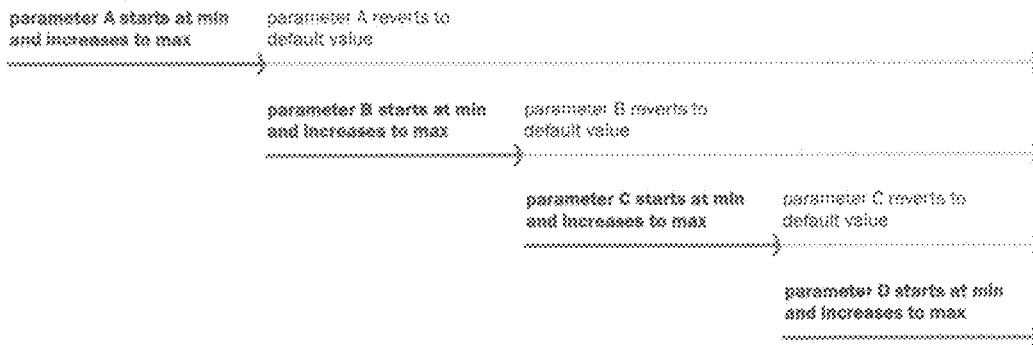 parameter A starts at min
and increases to max
parameter A reverts to
default value
parameter B starts at min
and increases to max
parameter B reverts to
default value
parameter C starts at min
and increases to max
parameter C reverts to
default value
parameter D starts at min
and increases to max